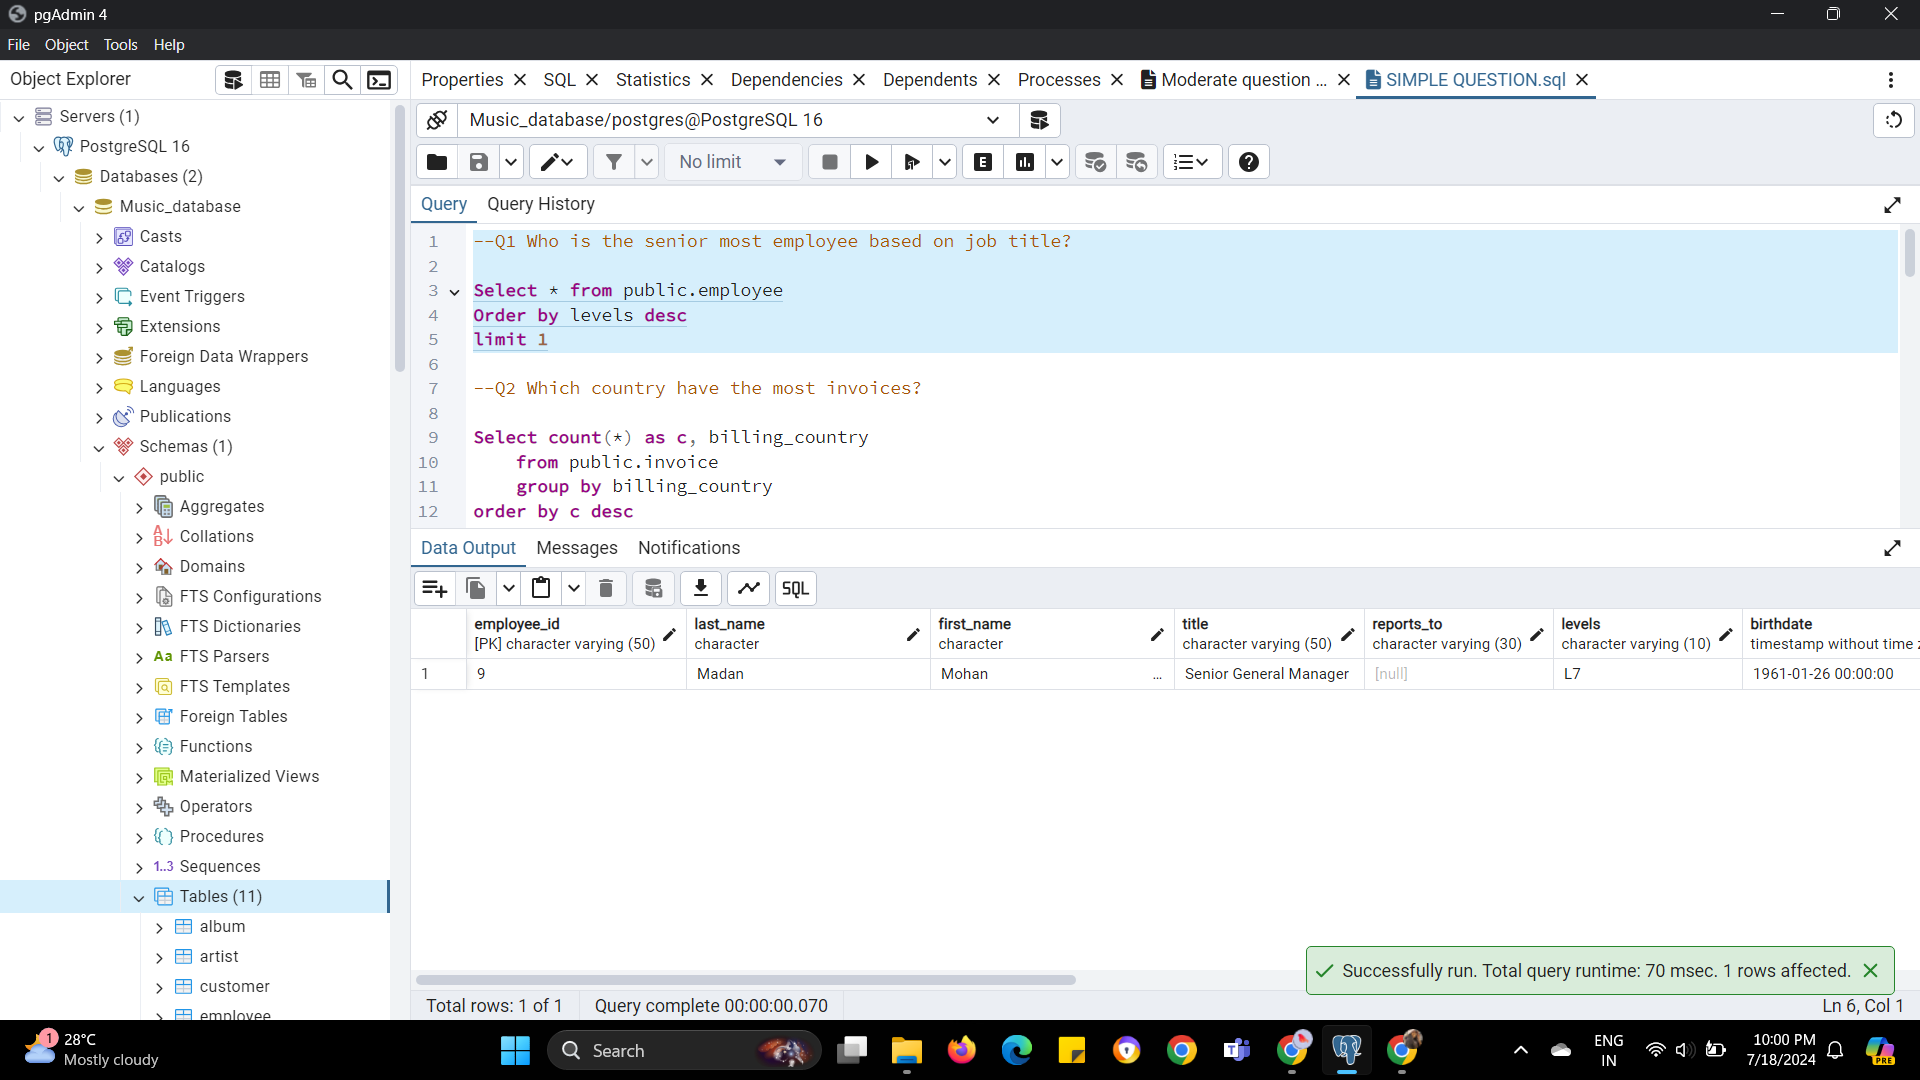 pgAdmin 4
File Object Tools Help
Object Explorer
Properties SQL Statistics Dependencies Dependents Processes Moderate question ... SIMPLE QUESTION.sql
Servers (1)
PostgreSQL 16
Databases (2)
Music_database
Casts
Catalogs
Event Triggers
Extensions
Foreign Data Wrappers
Languages
Publications
Schemas (1)
public
Aggregates
Collations
Domains
FTS Configurations
FTS Dictionaries
Aa FTS Parsers
FTS Templates
Foreign Tables
Functions
Materialized Views
Operators
Procedures
1..3 Sequences
Tables (11)
album
artist
customer
employee
Music_database/postgres@PostgreSQL 16
No limit E
Query Query History
1 --Q1 Who is the senior most employee based on job title?
2
3 Select * from public.employee
4 Order by levels desc
5 limit 1
6
7 --Q2 Which country have the most invoices?
8
9 Select count(*) as c, billing_country
10 from public.invoice
11 group by billing_country
12 order by c desc
Data Output Messages Notifications
SQL
employee_id last_name first_name title reports_to levels birthdate
[PK] character varying (50) character character character varying (50) character varying (30) character varying (10) timestamp without time z
1 9 Madan Mohan ... Senior General Manager [null] L7 1961-01-26 00:00:00
Successfully run. Total query runtime: 70 msec. 1 rows affected.
Total rows: 1 of 1 Query complete 00:00:00.070 Ln 6, Col 1
1 28°C
Mostly cloudy
Search
ENG
IN
10:00 PM
7/18/2024
PRE